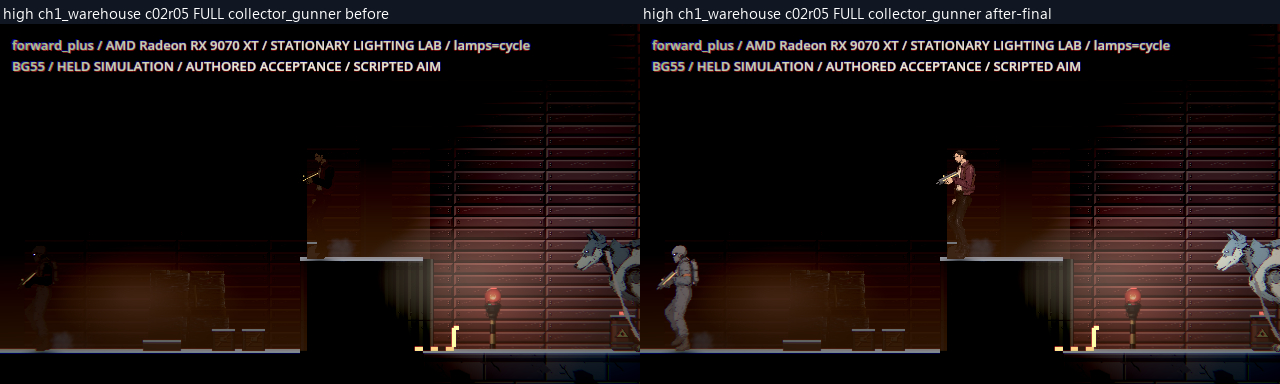 high ch1_warehouse c02r05 FULL collector_gunner before
forward_plus / AMD Radeon RX 9070 XT / STATIONARY LIGHTING LAB / lamps=cycle
BG55 / HELD SIMULATION / AUTHORED ACCEPTANCE / SCRIPTED AIM
high ch1_warehouse c02r05 FULL collector_gunner after-final
forward_plus / AMD Radeon RX 9070 XT / STATIONARY LIGHTING LAB / lamps=cycle
BG55 / HELD SIMULATION / AUTHORED ACCEPTANCE / SCRIPTED AIM